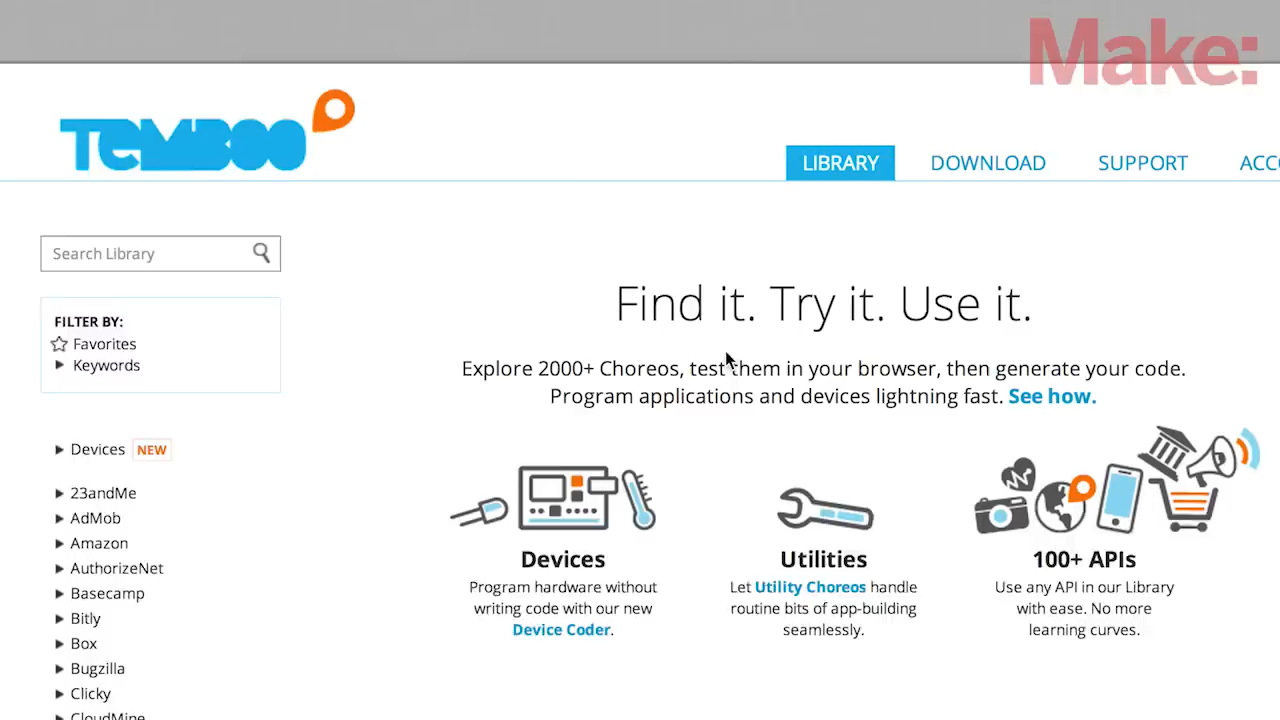 Make:
TEMBOO
LIBRARY
DOWNLOAD
SUPPORT
ACCO
Search Library
FILTER BY:
Favorites
Keywords
Devices NEW
23andMe
AdMob
Amazon
AuthorizeNet
Basecamp
Bitly
Box
Bugzilla
Clicky
CloudMine
Find it. Try it. Use it.
Explore 2000+ Choreos, test them in your browser, then generate your code.
Program applications and devices lightning fast. See how.
Devices
Program hardware without
writing code with our new
Device Coder.
Utilities
Let Utility Choreos handle
routine bits of app-building
seamlessly.
100+ APIs
Use any API in our Library
with ease. No more
learning curves.